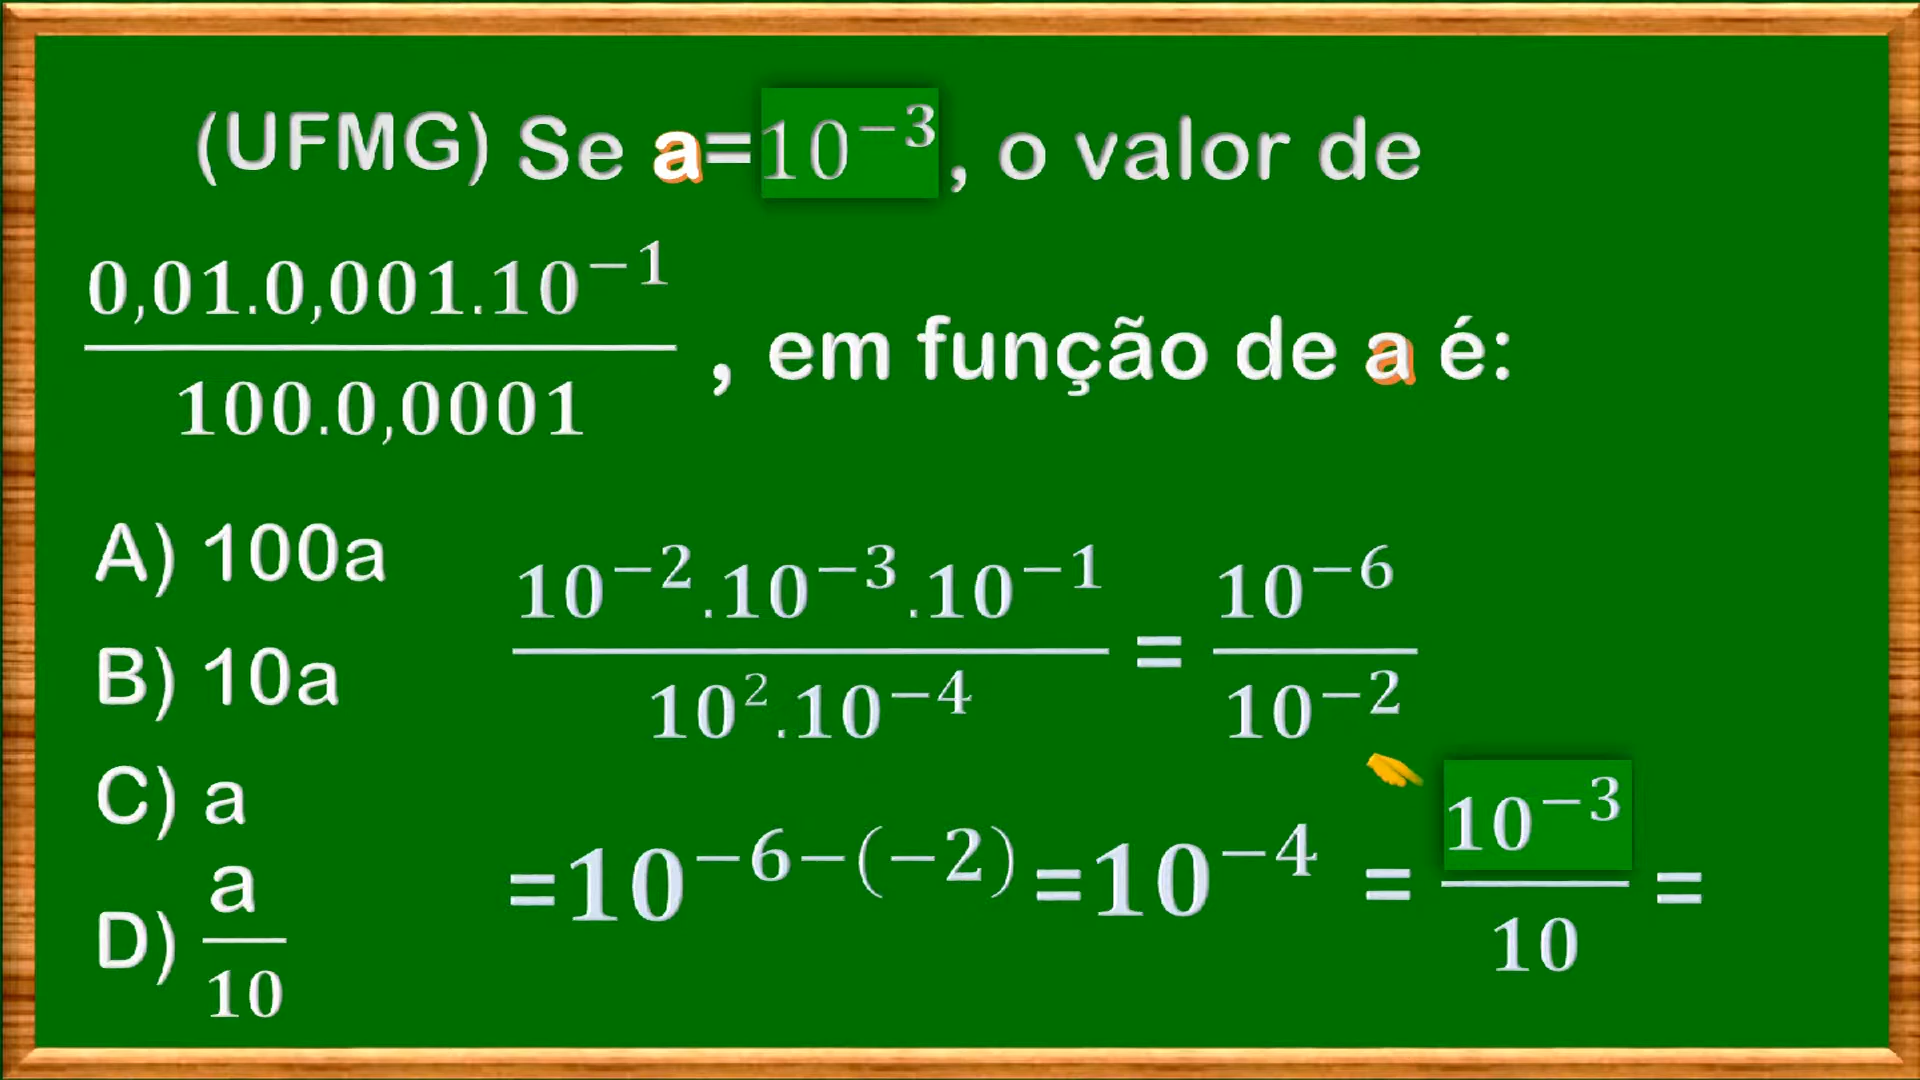 (UFMG) Se a=10⁻³, o valor de
0,01.0,001.10⁻¹
100.0,0001
, em função de a é:
A) 100a
B) 10a
C) a
D) a/10
10⁻².10⁻³.10⁻¹ / 10².10⁻⁴ = 10⁻⁶ / 10⁻²
=10⁻⁶⁻⁽⁻²⁾=10⁻⁴ = 10⁻³ / 10 =